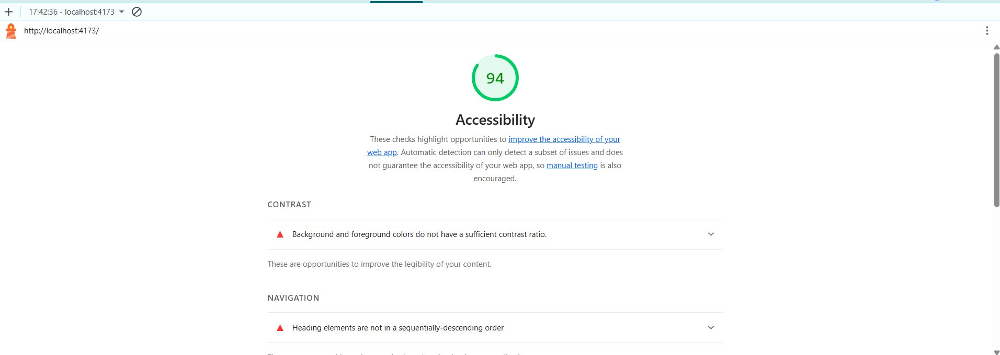 17:42:36 - localhost:4173
http://localhost:4173/
94
Accessibility
These checks highlight opportunities to improve the accessibility of your
web app. Automatic detection can only detect a subset of issues and does
not guarantee the accessibility of your web app, so manual testing is also
encouraged.
CONTRAST
Background and foreground colors do not have a sufficient contrast ratio.
These are opportunities to improve the legibility of your content.
NAVIGATION
Heading elements are not in a sequentially-descending order